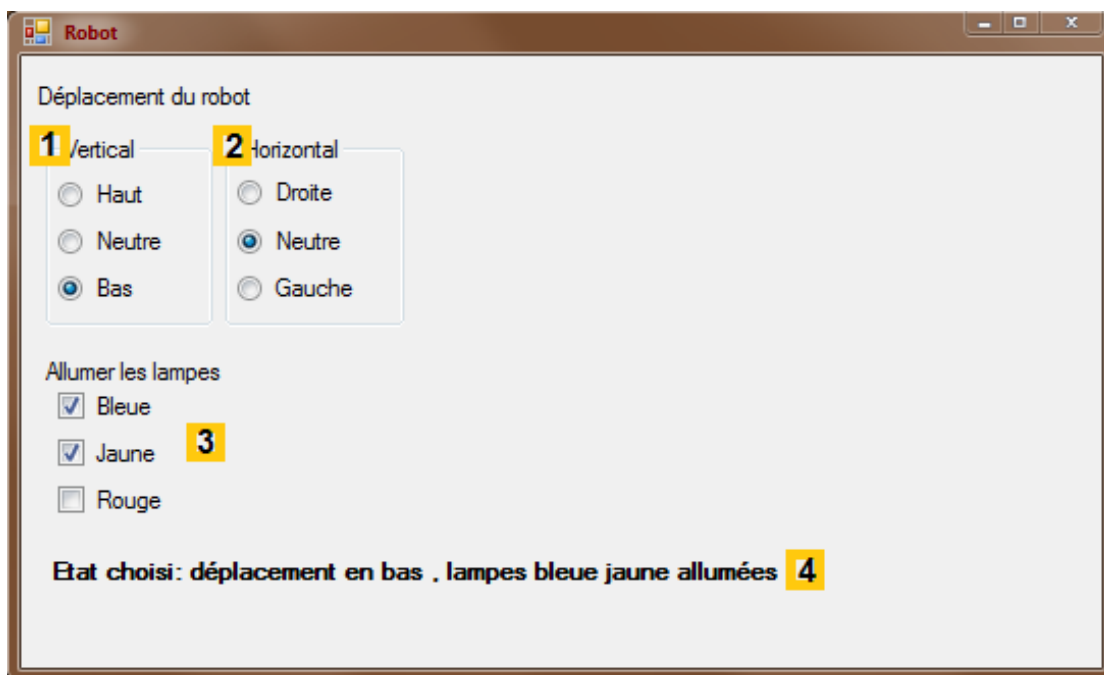 Robot
Déplacement du robot
1 Vertical
2 Horizontal
Haut
Neutre
Bas
Droite
Neutre
Gauche
Allumer les lampes
Bleue
Jaune
3
Rouge
Etat choisi: déplacement en bas , lampes bleue jaune allumées 4